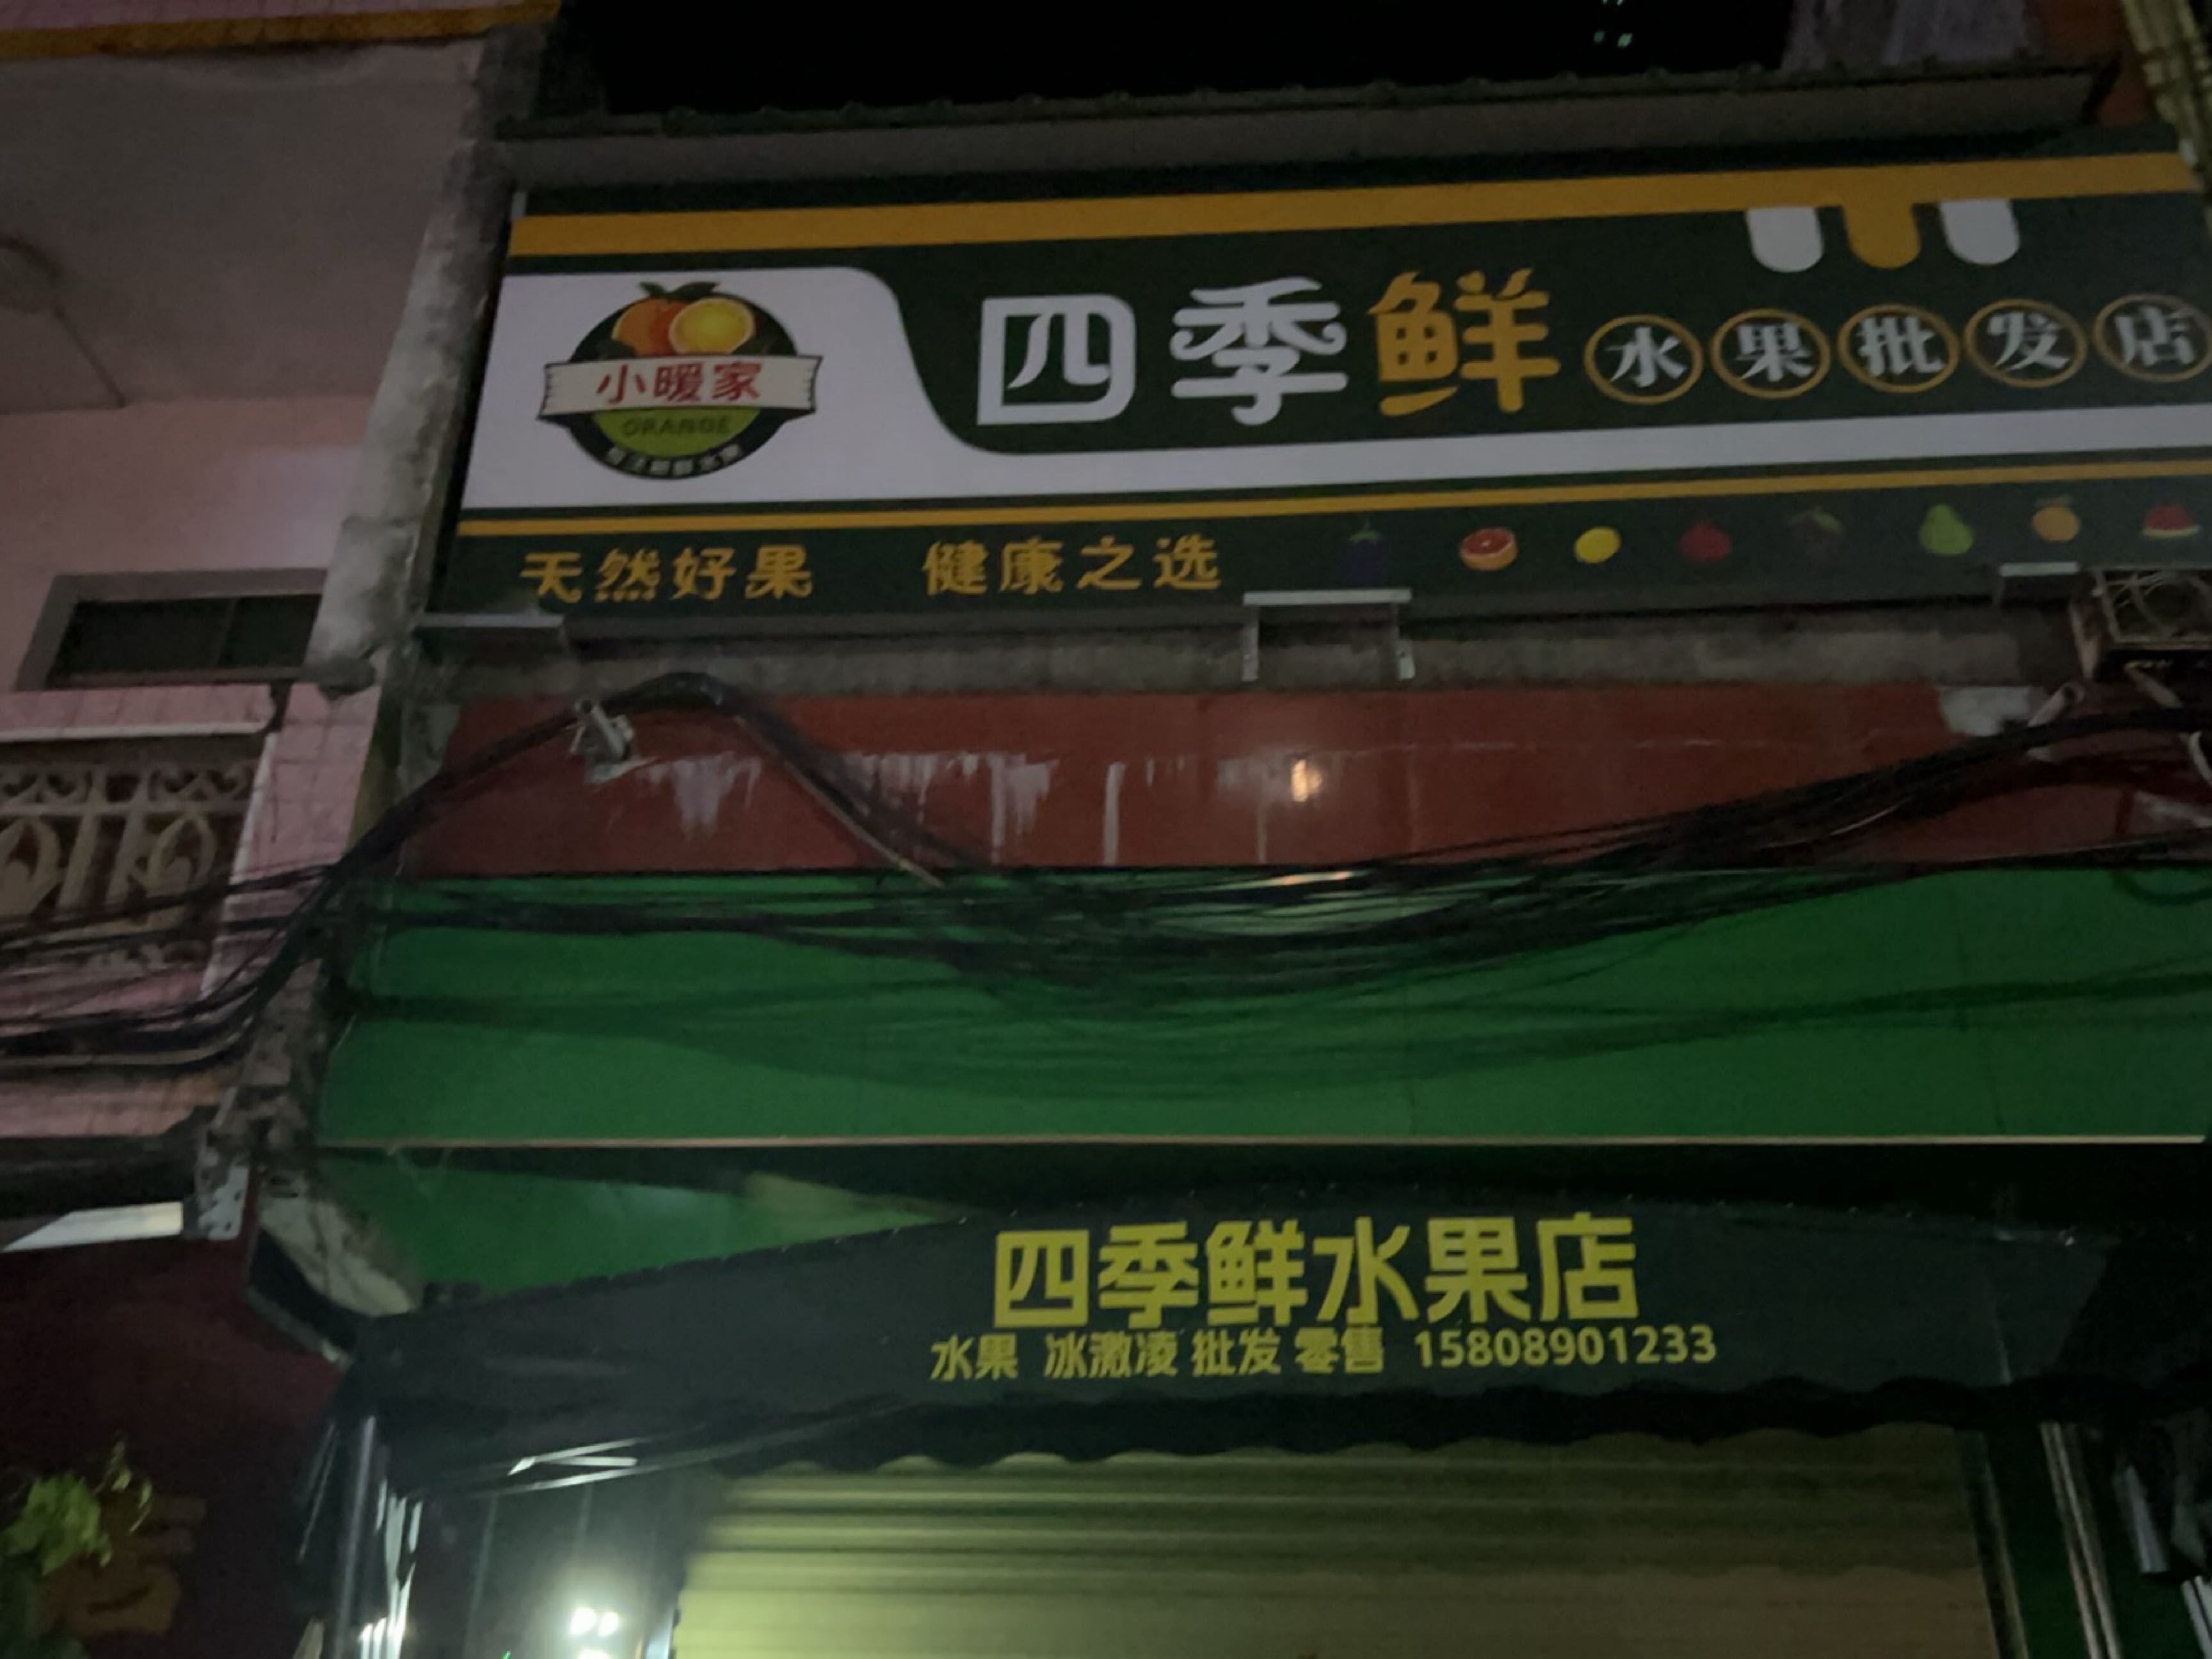 四季鲜水果批发店
小暖家
ORANGE
天然好果 健康之选
四季鲜水果店
水果 冰激凌 批发 零售 15808901233